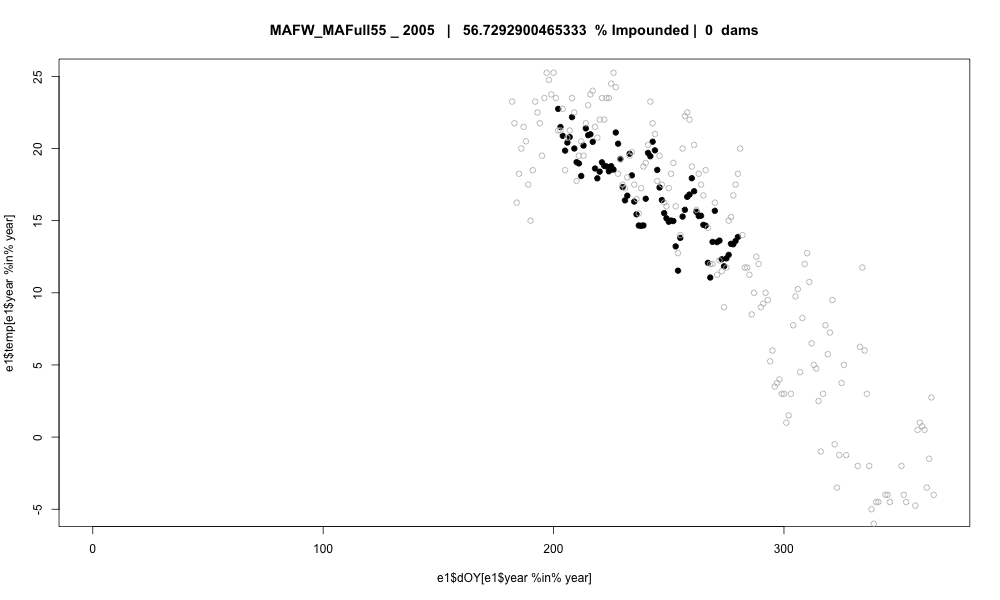 MAFW_MAFull55 _ 2005 | 56.7292900465333 % Impounded | 0 dams
25
20
15
10
5
0
-5
e1$temp[e1$year %in% year]
0 100 200 300
e1$dOY[e1$year %in% year]